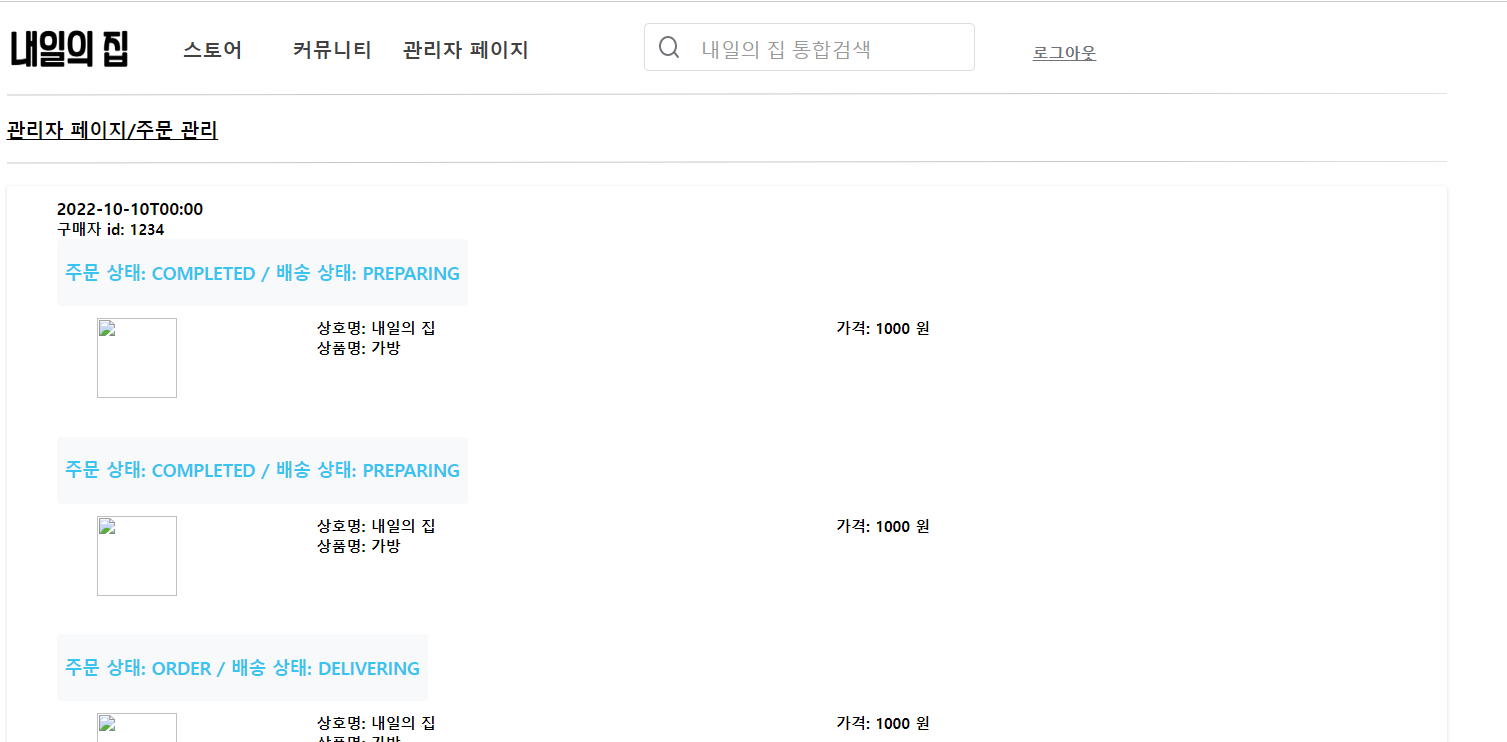 내일의 집 스토어 커뮤니티 관리자 페이지 내일의 집 통합검색 로그아웃
관리자 페이지/주문 관리
2022-10-10T00:00
구매자 id: 1234
주문 상태: COMPLETED / 배송 상태: PREPARING
상호명: 내일의 집 가격: 1000 원
상품명: 가방
주문 상태: COMPLETED / 배송 상태: PREPARING
상호명: 내일의 집 가격: 1000 원
상품명: 가방
주문 상태: ORDER / 배송 상태: DELIVERING
상호명: 내일의 집 가격: 1000 원
상품명: 가방